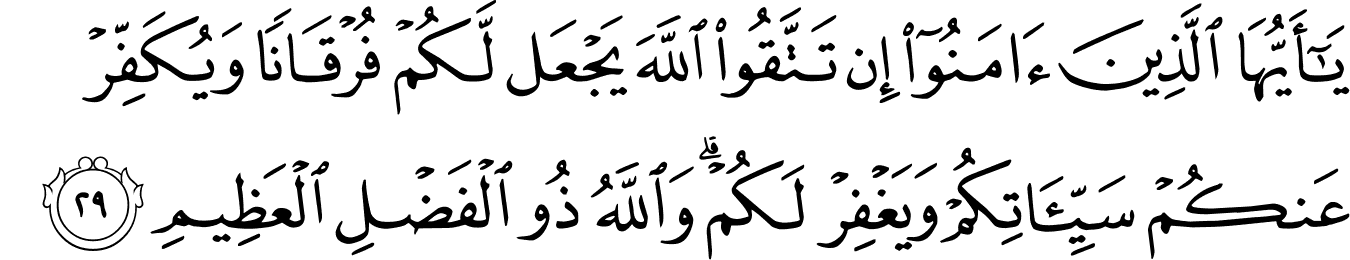 يَٰٓأَيُّهَا ٱلَّذِينَ ءَامَنُوٓا۟ إِن تَتَّقُوا۟ ٱللَّهَ يَجْعَل لَّكُمْ فُرْقَانًا وَيُكَفِّرْ
عَنكُمْ سَيِّـَٔاتِكُمْ وَيَغْفِرْ لَكُمْ ۗ وَٱللَّهُ ذُو ٱلْفَضْلِ ٱلْعَظِيمِ ٢٩